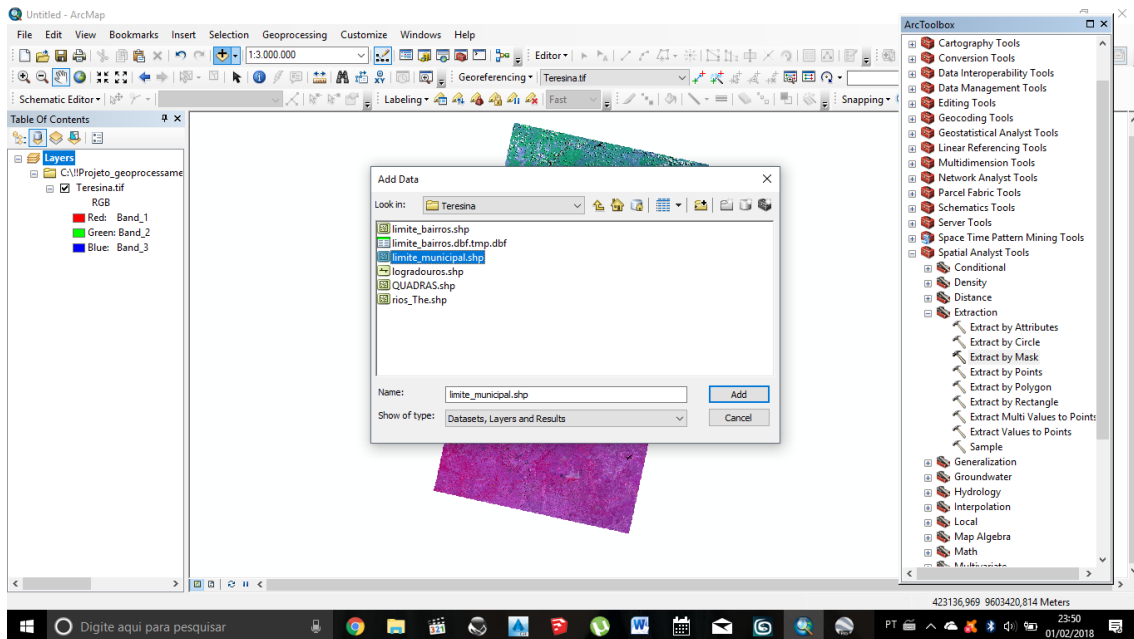 Untitled - ArcMap
File Edit View Bookmarks Insert Selection Geoprocessing Customize Windows Help
1:3.000.000 Editor
Georeferencing Teresina.tif
Schematic Editor Labeling Fast Snapping
Table Of Contents
Layers
C:\!!Projeto_geoprocessame
Teresina.tif
RGB
Red: Band_1
Green: Band_2
Blue: Band_3
Add Data
Look in: Teresina
limite_bairros.shp
limite_bairros.dbf.tmp.dbf
limite_municipal.shp
logradouros.shp
QUADRAS.shp
rios_The.shp
Name: limite_municipal.shp Add
Show of type: Datasets, Layers and Results Cancel
ArcToolbox
Cartography Tools
Conversion Tools
Data Interoperability Tools
Data Management Tools
Editing Tools
Geocoding Tools
Geostatistical Analyst Tools
Linear Referencing Tools
Multidimension Tools
Network Analyst Tools
Parcel Fabric Tools
Schematics Tools
Server Tools
Space Time Pattern Mining Tools
Spatial Analyst Tools
Conditional
Density
Distance
Extraction
Extract by Attributes
Extract by Circle
Extract by Mask
Extract by Points
Extract by Polygon
Extract by Rectangle
Extract Multi Values to Points
Extract Values to Points
Sample
Generalization
Groundwater
Hydrology
Interpolation
Local
Map Algebra
Math
Multivariate
423136,969 9603420,814 Meters
Digite aqui para pesquisar
PT
23:50
01/02/2018